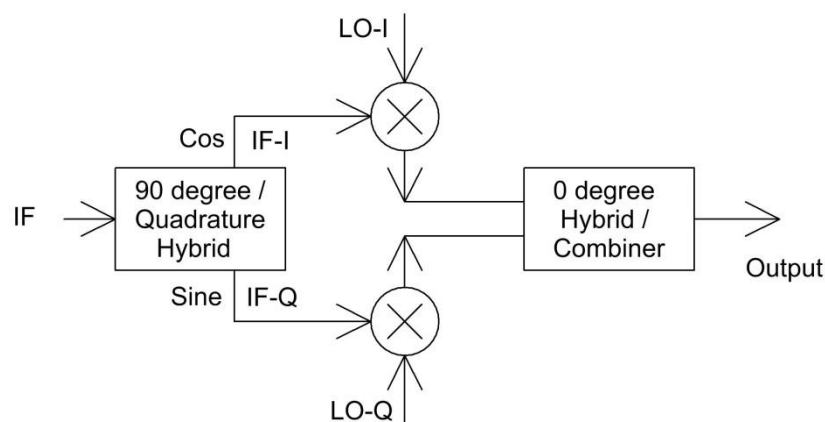 LO-I
Cos
IF-I
90 degree /
Quadrature
Hybrid
IF
0 degree
Hybrid /
Combiner
Output
Sine
IF-Q
LO-Q